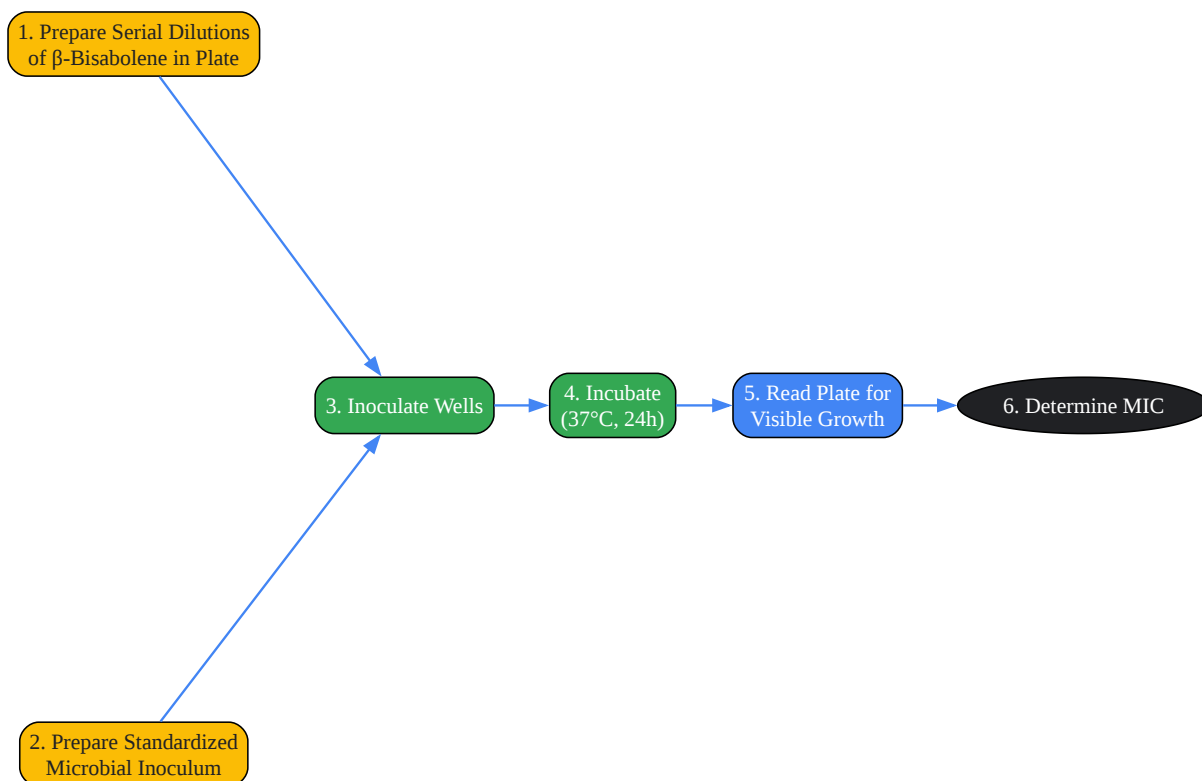 1. Prepare Serial Dilutions
of β-Bisabolene in Plate
3. Inoculate Wells
4. Incubate
(37°C, 24h)
5. Read Plate for
Visible Growth
6. Determine MIC
2. Prepare Standardized
Microbial Inoculum